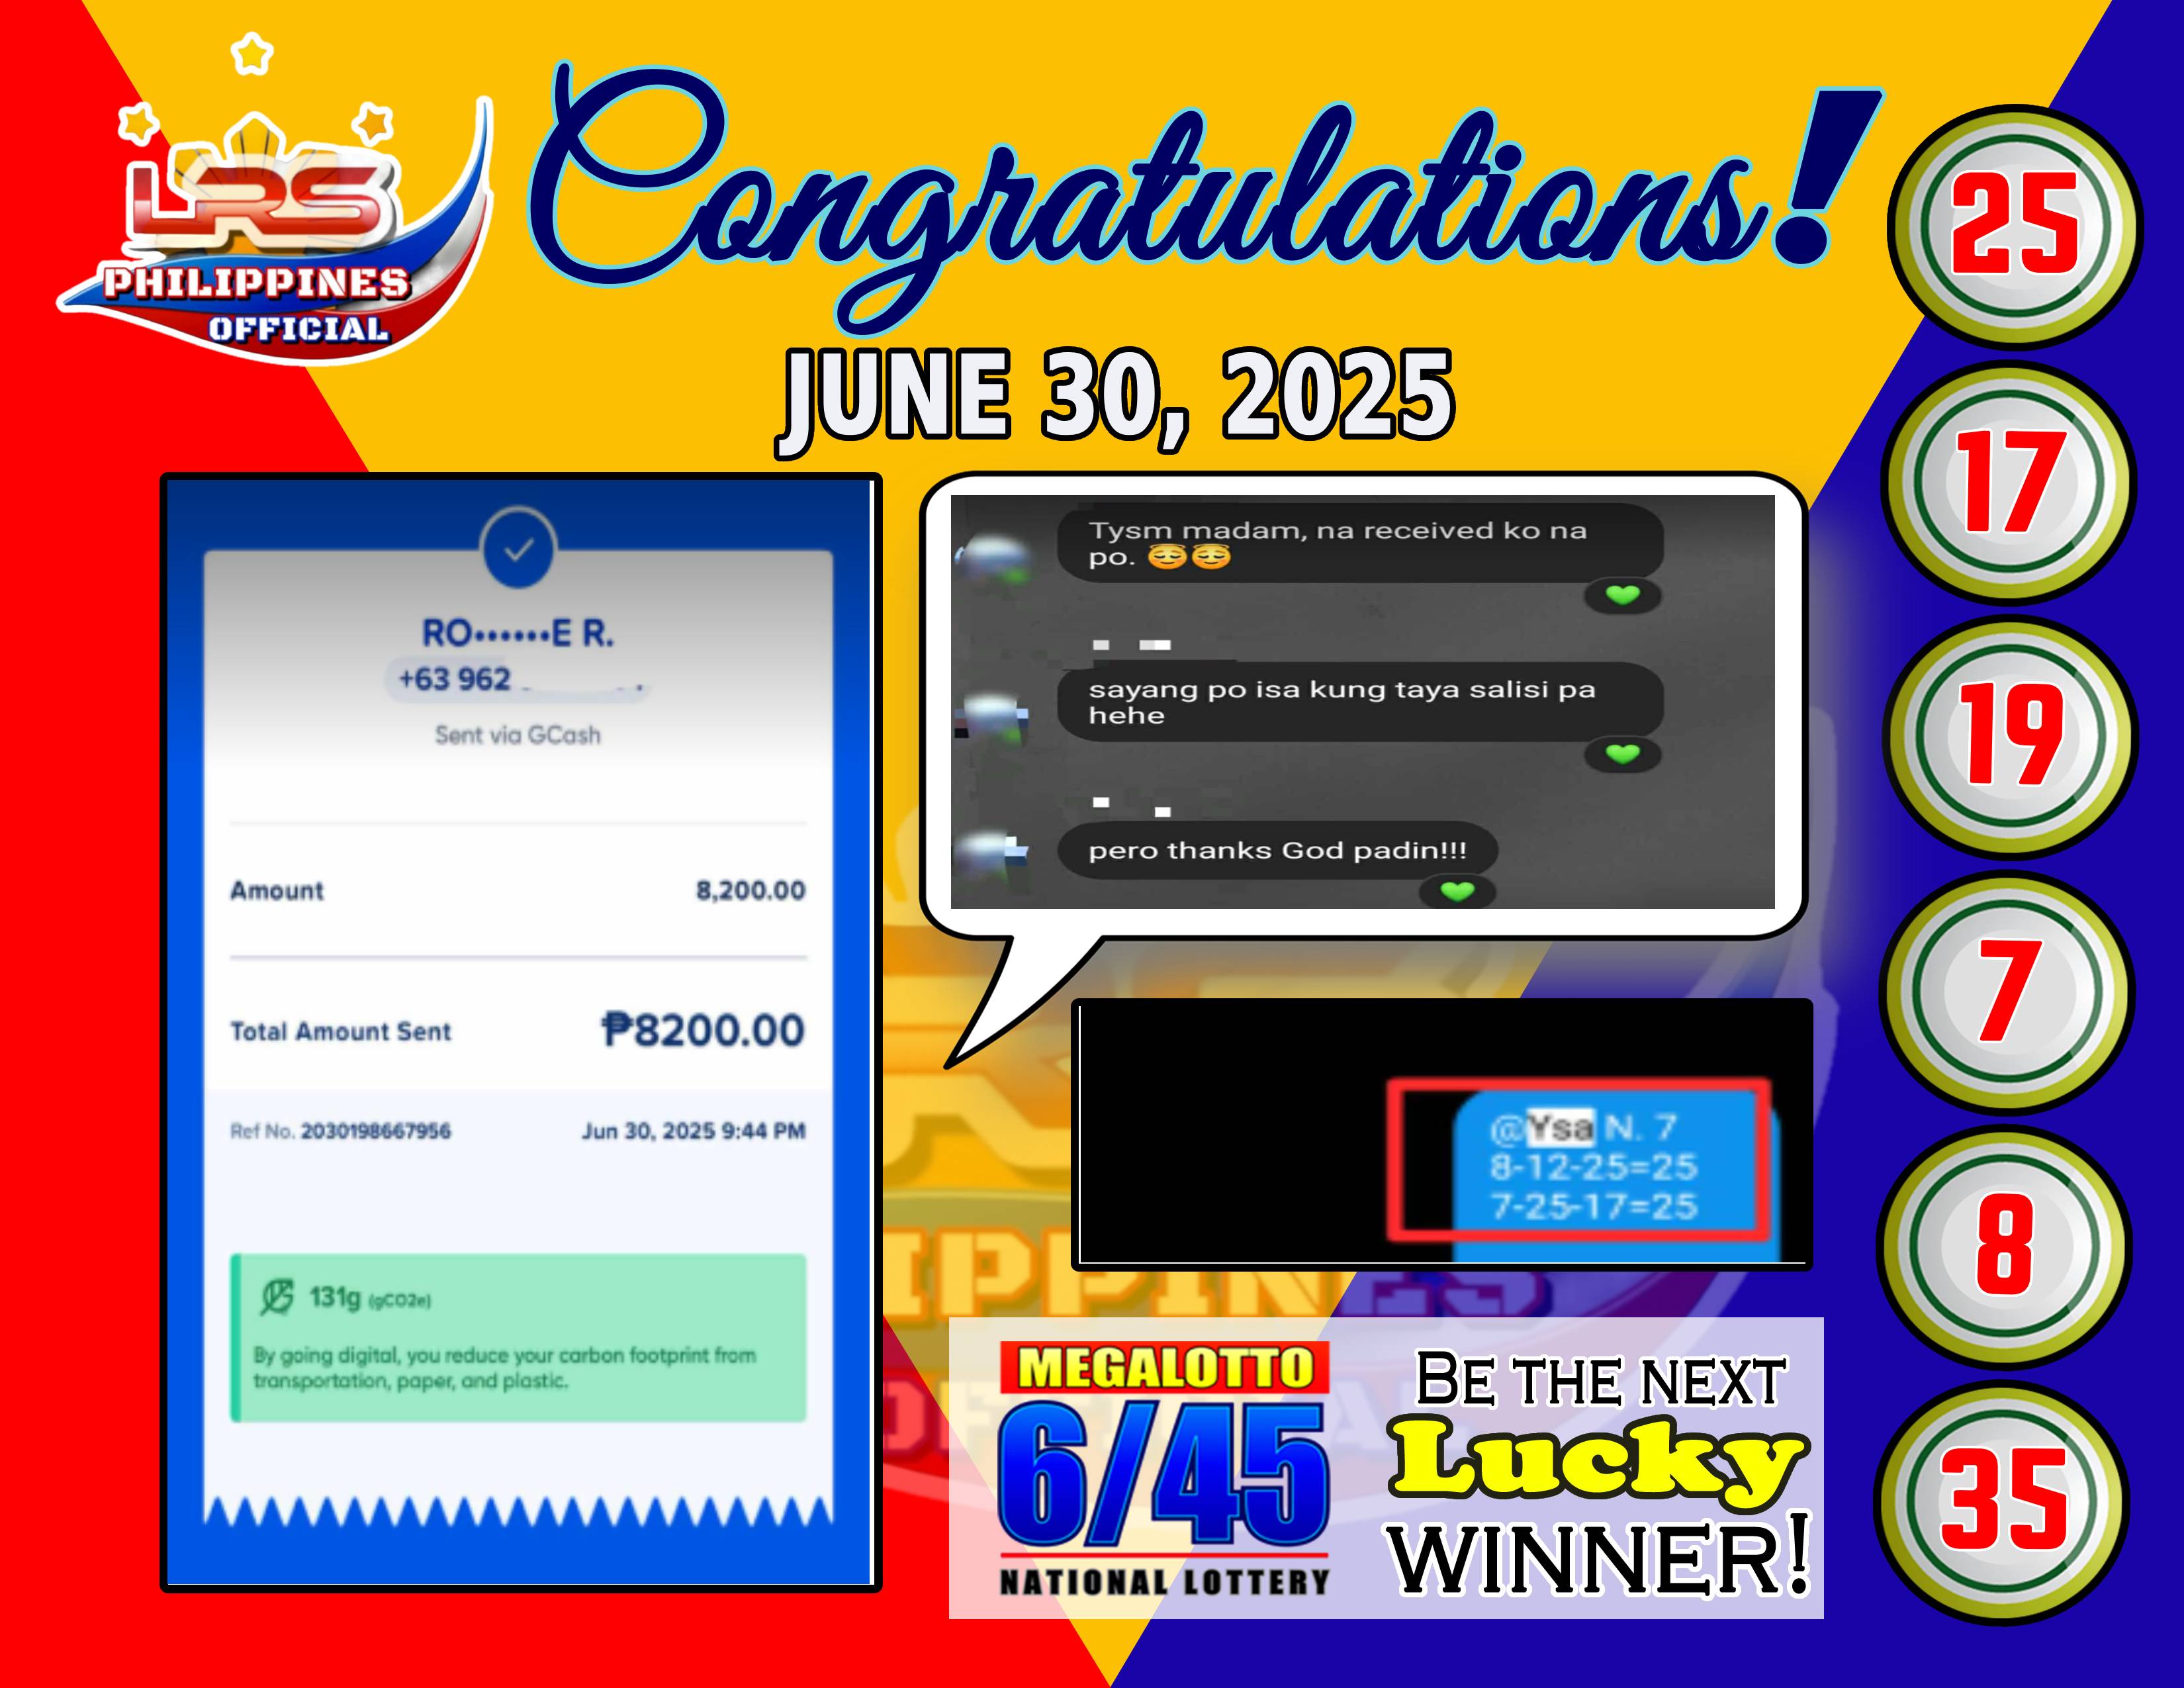 LRS
PHILIPPINES
OFFICIAL
Congratulations!
JUNE 30, 2025
RO••••••E R.
+63 962
Sent via GCash
Amount 8,200.00
Total Amount Sent ₱8200.00
Ref No. 2030198667956 Jun 30, 2025 9:44 PM
131g (gCO2e)
By going digital, you reduce your carbon footprint from
transportation, paper, and plastic.
Tysm madam, na received ko na
po. 😇😇
💚
sayang po isa kung taya salisi pa
hehe
💚
pero thanks God padin!!!
💚
@Ysa N. 7
8-12-25=25
7-25-17=25
MEGALOTTO
6/45
NATIONAL LOTTERY
BE THE NEXT
Lucky
WINNER!
25
17
19
7
8
35